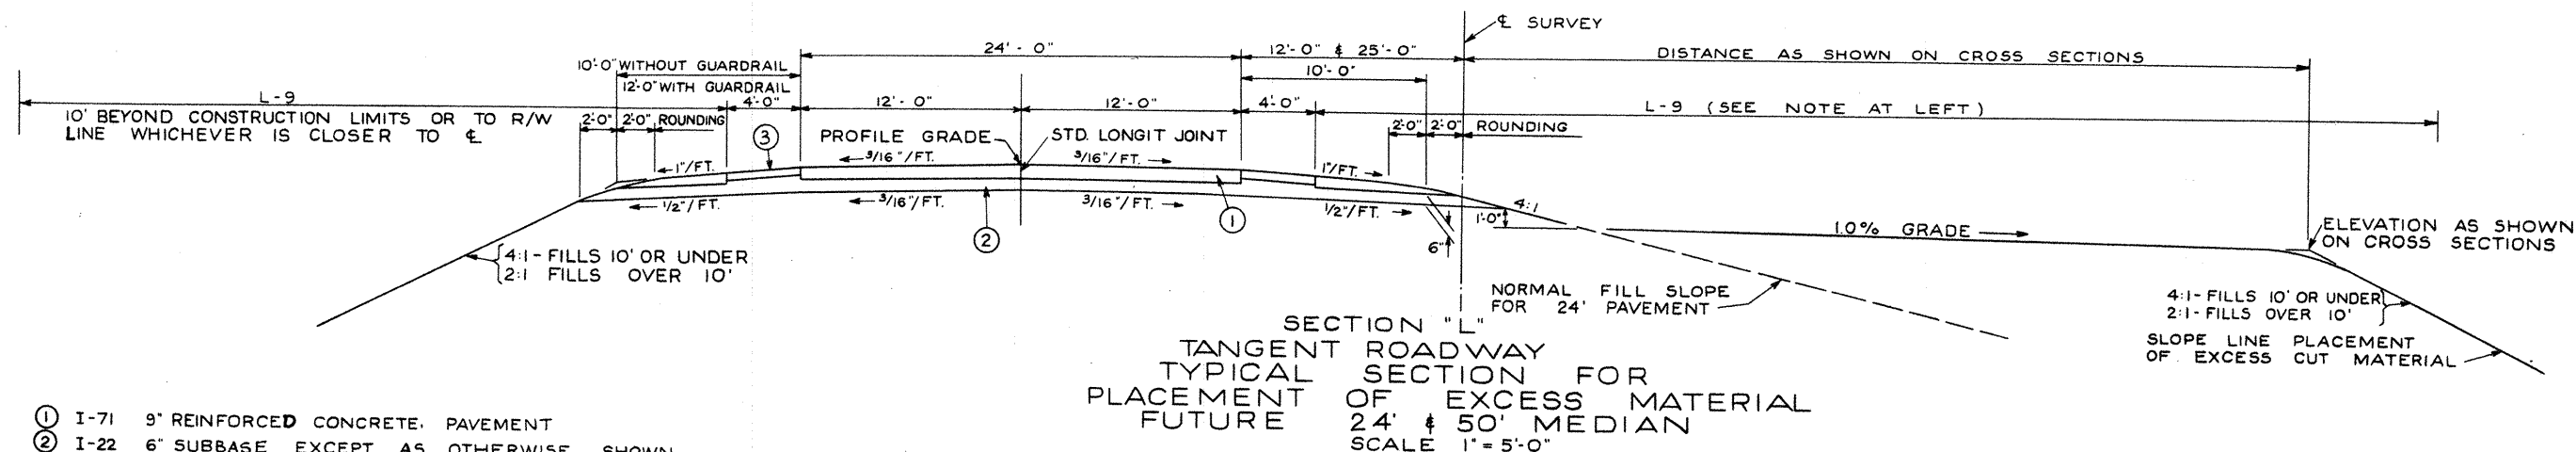 ℄ SURVEY
24'-0"
12'-0" & 25'-0"
DISTANCE AS SHOWN ON CROSS SECTIONS
10'-0" WITHOUT GUARDRAIL
10'-0"
12'-0" WITH GUARDRAIL
L-9
4'-0"
12'-0"
12'-0"
4'-0"
L-9 (SEE NOTE AT LEFT)
10' BEYOND CONSTRUCTION LIMITS OR TO R/W
LINE WHICHEVER IS CLOSER TO ℄
2'-0"
2'-0"
ROUNDING
2'-0"
2'-0"
ROUNDING
3
PROFILE GRADE
STD. LONGIT JOINT
1"/FT.
3/16"/FT.
3/16"/FT.
1"/FT.
1/2"/FT.
3/16"/FT.
3/16"/FT.
1/2"/FT.
4:1
1'-0"
6"
1
2
1.0% GRADE
ELEVATION AS SHOWN
ON CROSS SECTIONS
4:1-FILLS 10' OR UNDER
2:1 FILLS OVER 10'
NORMAL FILL SLOPE
FOR 24' PAVEMENT
4:1-FILLS 10' OR UNDER
2:1-FILLS OVER 10'
SLOPE LINE PLACEMENT
OF EXCESS CUT MATERIAL
SECTION "L"
TANGENT ROADWAY
TYPICAL SECTION FOR
PLACEMENT OF EXCESS MATERIAL
FUTURE 24' & 50' MEDIAN
SCALE 1" = 5'-0"
1 I-71 9" REINFORCED CONCRETE. PAVEMENT
2 I-22 6" SUBBASE EXCEPT AS OTHERWISE SHOWN